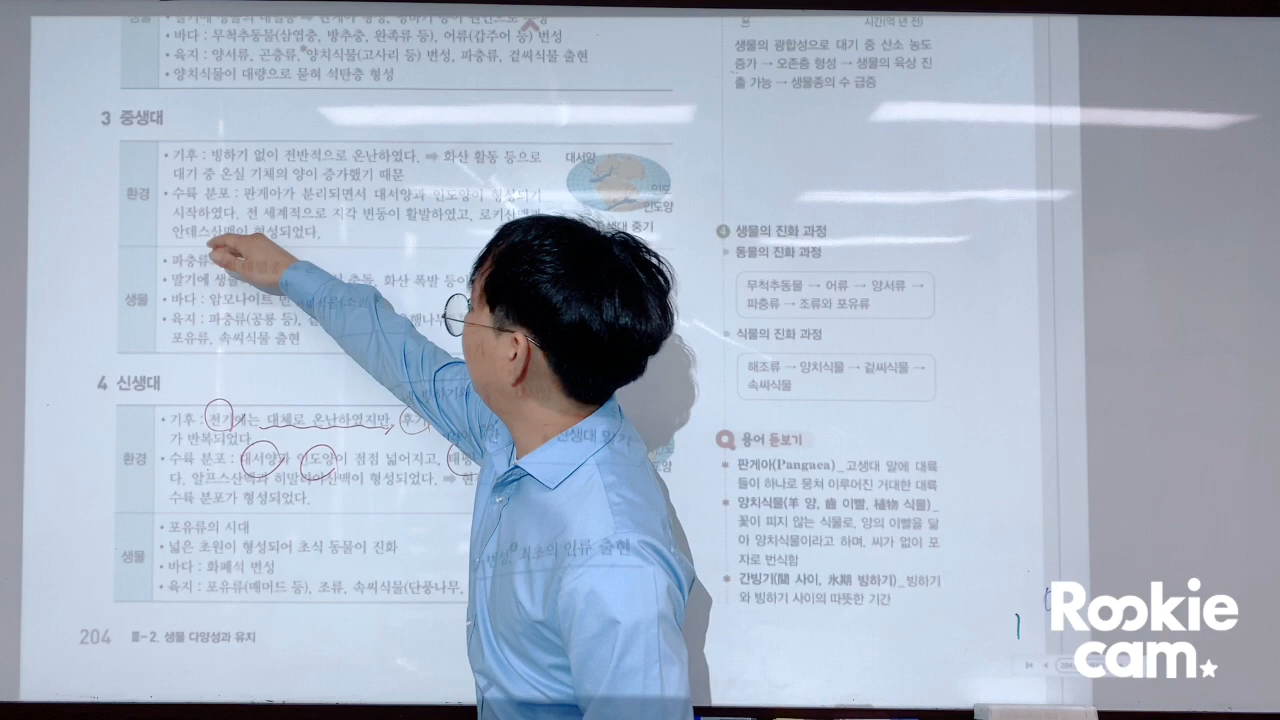 • 바다 : 무척추동물(삼엽충, 방추충, 완족류 등), 어류(갑주어 등) 번성
• 육지 : 양서류, 곤충류, *양치식물(고사리 등) 번성, 파충류, 겉씨식물 출현
• 양치식물이 대량으로 묻혀 석탄층 형성
3 중생대
환경
• 기후 : 빙하기 없이 전반적으로 온난하였다. ⇒ 화산 활동 등으로
대기 중 온실 기체의 양이 증가했기 때문
• 수륙 분포 : 판게아가 분리되면서 대서양과 인도양이 형성되기
시작하였다. 전 세계적으로 지각 변동이 활발하였고, 로키산맥과
안데스산맥이 형성되었다.
대서양
인도
인도양
중기
생물
• 파충류
• 말기에 충돌, 화산 폭발
• 바다 : 암모나이트
• 육지 : 파충류(공룡 등),
포유류, 속씨식물 출현
4 신생대
환경
• 기후 : 전기에는 대체로 온난하였지만, 후기
가 반복되었다
• 수륙 분포 : 대서양과 인도양이 점점 넓어지고,
다. 알프스산맥과 히말라야산맥이 형성되었다. ⇒
수륙 분포가 형성되었다.
생물
• 포유류의 시대
• 넓은 초원이 형성되어 초식 동물이 진화
• 바다 : 화폐석 번성
• 육지 : 포유류(매머드 등), 조류, 속씨식물(단풍나무,
최초의 인류 출현
204 Ⅲ-2. 생물 다양성과 유지
시간(억 년 전)
생물의 광합성으로 대기 중 산소 농도
증가 → 오존층 형성 → 생물의 육상 진
출 가능 → 생물종의 수 급증
4 생물의 진화 과정
동물의 진화 과정
무척추동물 → 어류 → 양서류 →
파충류 → 조류와 포유류
식물의 진화 과정
해조류 → 양치식물 → 겉씨식물 →
속씨식물
용어 돋보기
* 판게아(Pangaea)_고생대 말에 대륙
들이 하나로 뭉쳐 이루어진 거대한 대륙
* 양치식물(羊 양, 齒 이빨, 植物 식물)_
꽃이 피지 않는 식물로, 양의 이빨을 닮
아 양치식물이라고 하며, 씨가 없이 포
자로 번식함
* 간빙기(間 사이, 氷期 빙하기)_빙하기
와 빙하기 사이의 따뜻한 기간
Rookie
cam.